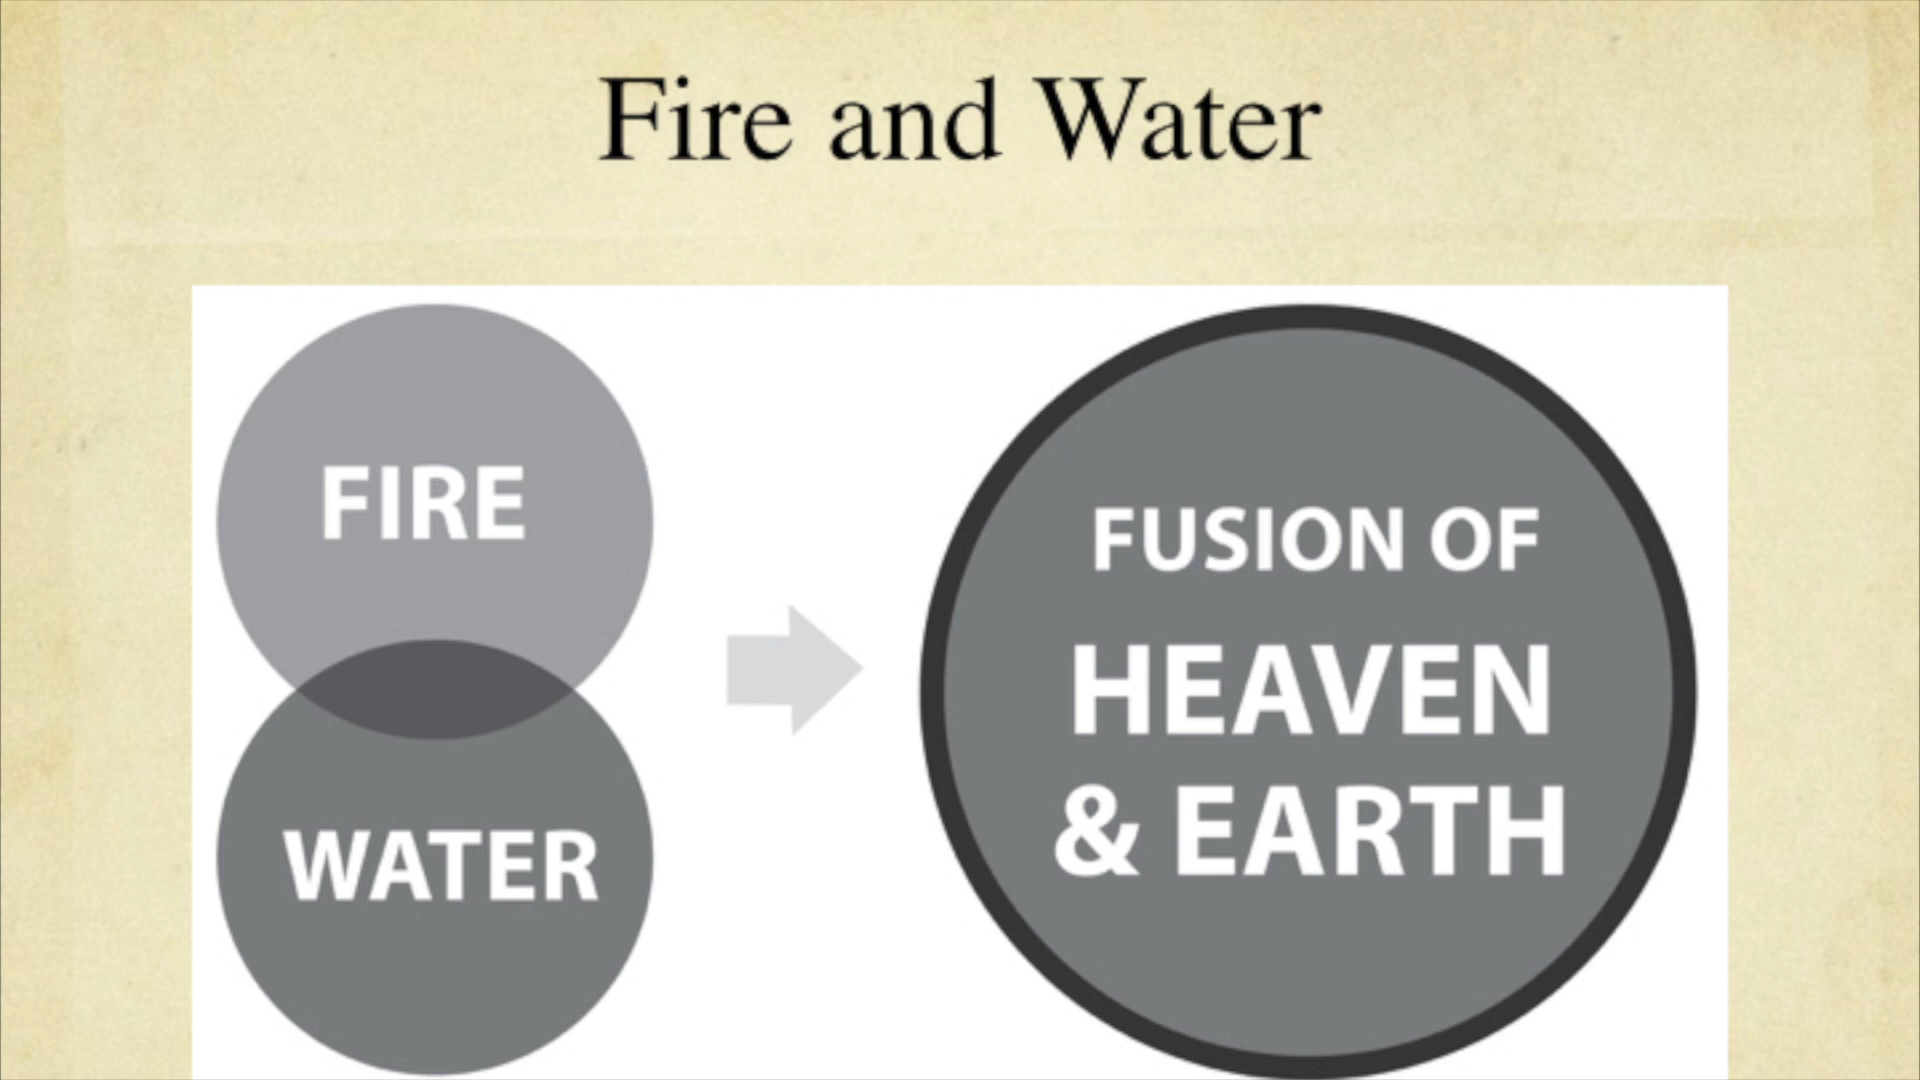 Fire and Water
FIRE
WATER
FUSION OF
HEAVEN
& EARTH